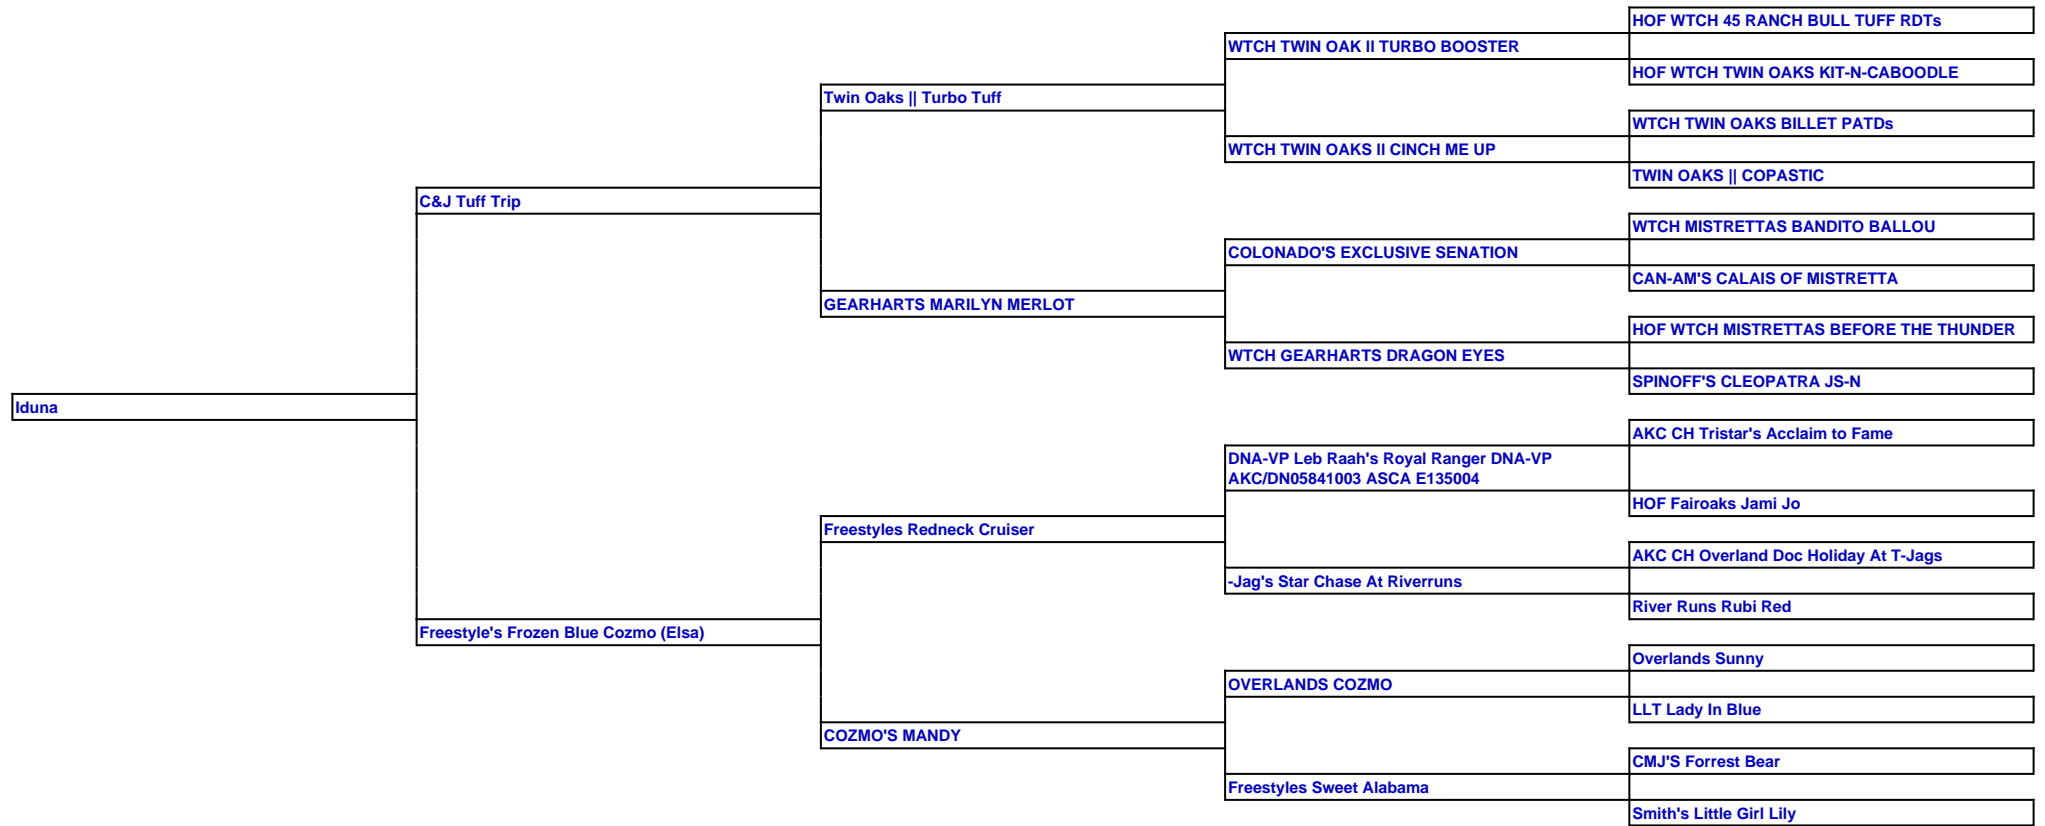 HOF WTCH 45 RANCH BULL TUFF RDTs
WTCH TWIN OAK II TURBO BOOSTER
HOF WTCH TWIN OAKS KIT-N-CABOODLE
Twin Oaks || Turbo Tuff
WTCH TWIN OAKS BILLET PATDs
WTCH TWIN OAKS II CINCH ME UP
TWIN OAKS || COPASTIC
C&J Tuff Trip
WTCH MISTRETTAS BANDITO BALLOU
COLONADO'S EXCLUSIVE SENATION
CAN-AM'S CALAIS OF MISTRETTA
GEARHARTS MARILYN MERLOT
HOF WTCH MISTRETTAS BEFORE THE THUNDER
WTCH GEARHARTS DRAGON EYES
SPINOFF'S CLEOPATRA JS-N
Iduna
AKC CH Tristar's Acclaim to Fame
DNA-VP Leb Raah's Royal Ranger DNA-VP
AKC/DN05841003 ASCA E135004
HOF Fairoaks Jami Jo
Freestyles Redneck Cruiser
AKC CH Overland Doc Holiday At T-Jags
-Jag's Star Chase At Riverruns
River Runs Rubi Red
Freestyle's Frozen Blue Cozmo (Elsa)
Overlands Sunny
OVERLANDS COZMO
LLT Lady In Blue
COZMO'S MANDY
CMJ'S Forrest Bear
Freestyles Sweet Alabama
Smith's Little Girl Lily